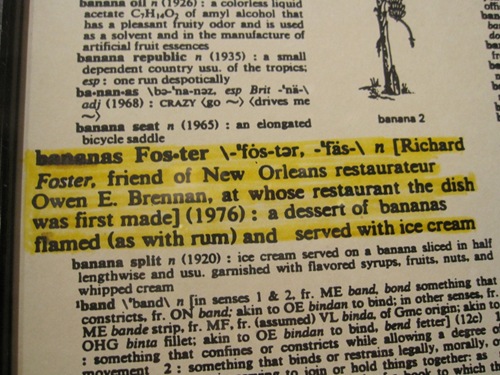 banana oil n (1926) : a colorless liquid
acetate C₇H₁₄O₂ of amyl alcohol that
has a pleasant fruity odor and is used
as a solvent and in the manufacture of
artificial fruit essences
banana republic n (1935) : a small
dependent country usu. of the tropics;
esp : one run despotically
ba·nan·as \bə-ˈna-nəz, esp Brit -ˈnä-\
adj (1968) : CRAZY ⟨go ~⟩ ⟨drives me
~⟩
banana seat n (1965) : an elongated
bicycle saddle
banana 2
bananas Fos·ter \-ˈfȯs-tər, -ˈfäs-\ n [Richard
Foster, friend of New Orleans restaurateur
Owen E. Brennan, at whose restaurant the dish
was first made] (1976) : a dessert of bananas
flamed (as with rum) and served with ice cream
banana split n (1920) : ice cream served on a banana sliced in half
lengthwise and usu. garnished with flavored syrups, fruits, nuts, and
whipped cream
¹band \ˈband\ n [in senses 1 & 2, fr. ME band, bond something that
constricts, fr. ON band; akin to OE bindan to bind; in other senses, fr.
ME bande strip, fr. MF, fr. (assumed) VL binda, of Gmc origin; akin to
OHG binta fillet; akin to OE bindan to bind, bend fetter] (12c) 1
: something that confines or constricts while allowing a degree of
movement 2 : something that binds or restrains legally, morally, or
to join or hold things together: as